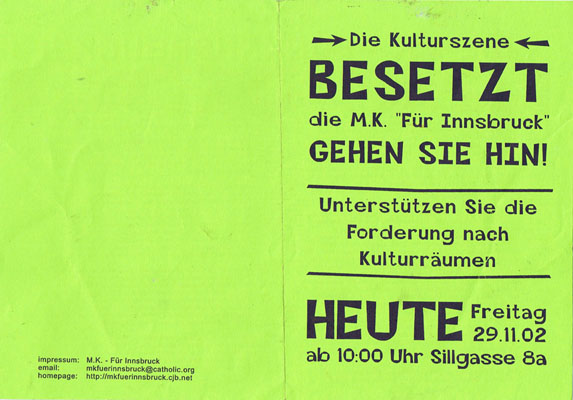 Die Kulturszene
BESETZT
die M.K. "Für Innsbruck"
GEHEN SIE HIN!
Unterstützen Sie die
Forderung nach
Kulturräumen
HEUTE Freitag
29.11.02
ab 10:00 Uhr Sillgasse 8a
impressum: M.K. - Für Innsbruck
email: mkfuerinnsbruck@catholic.org
homepage: http://mkfuerinnsbruck.cjb.net